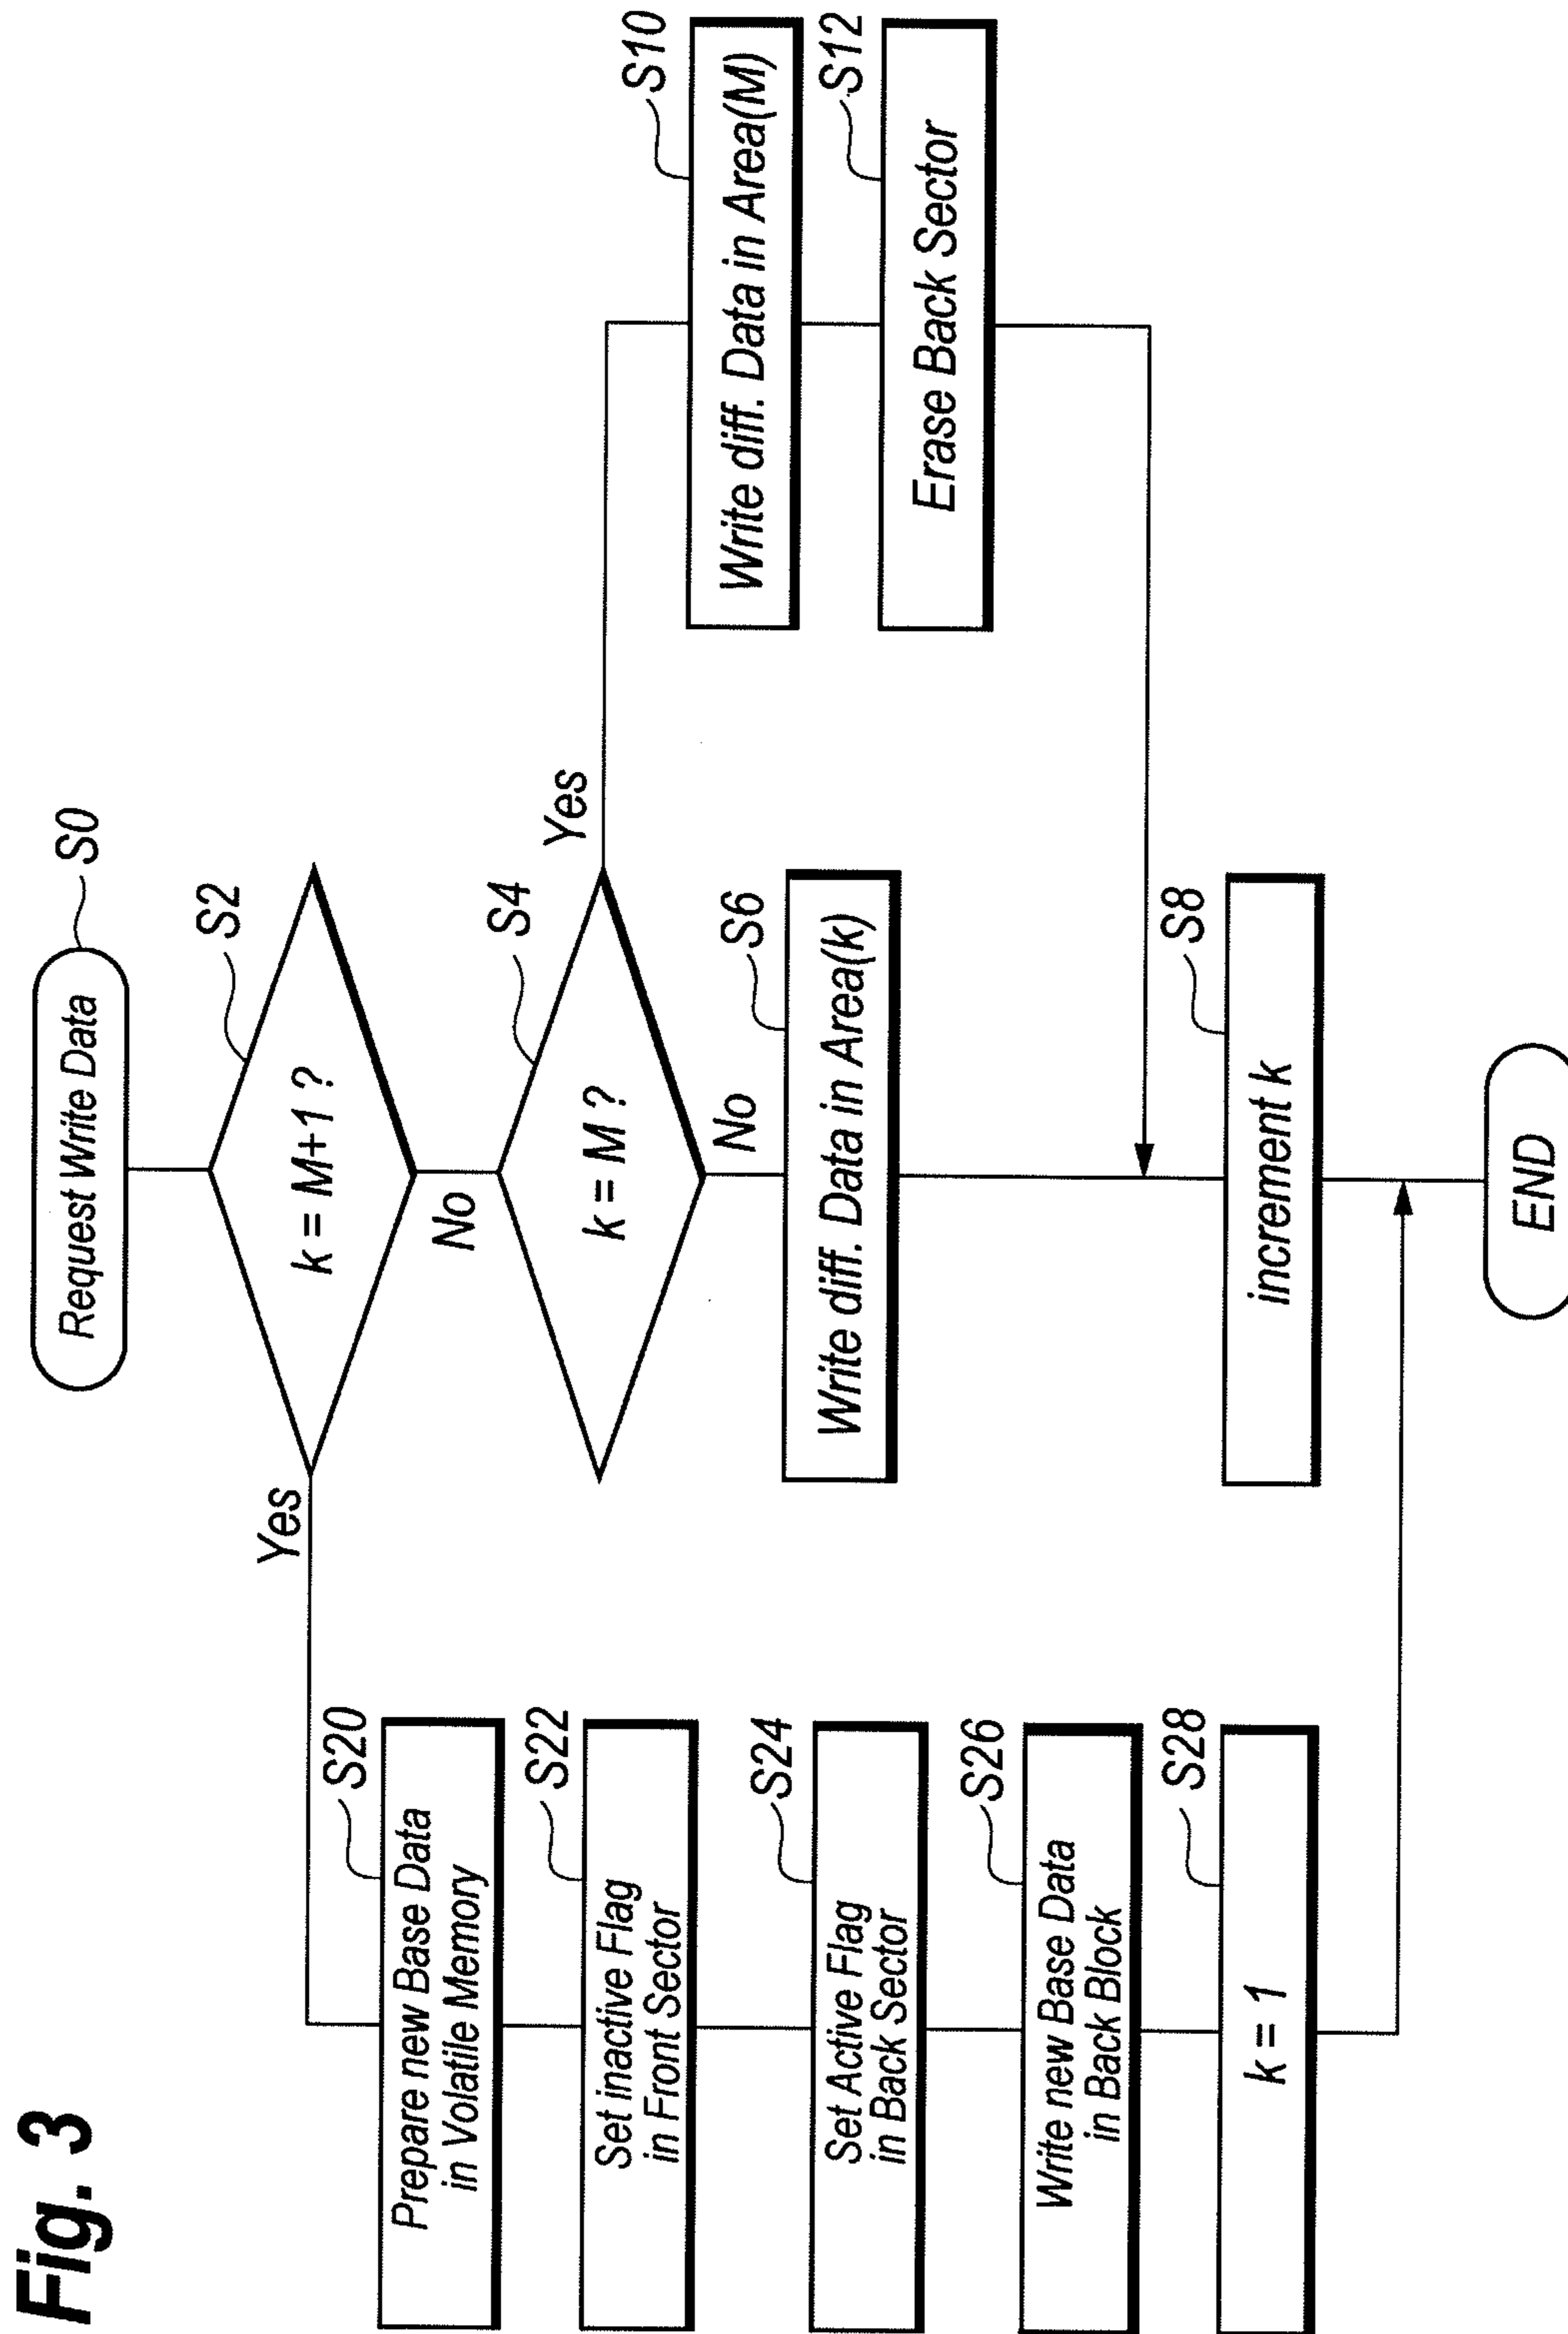 Fig. 3
Request Write Data
S0
k = M+1 ?
S2
Yes
No
k = M ?
S4
Yes
No
Write diff. Data in Area(k)
S6
increment k
S8
Write diff. Data in Area(M)
S10
Erase Back Sector
S12
Prepare new Base Data
in Volatile Memory
S20
Set inactive Flag
in Front Sector
S22
Set Active Flag
in Back Sector
S24
Write new Base Data
in Back Block
S26
k = 1
S28
END